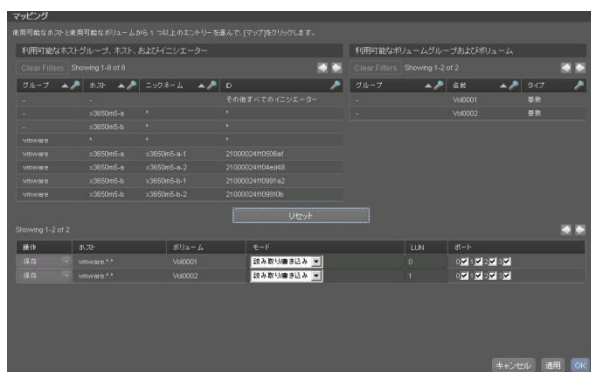 マッピング
使用可能なホストと使用可能なボリュームから 1 つ以上のエントリーを選んで、[マップ]をクリックします。
利用可能なホストグループ、ホスト、およびイニシエーター
Clear Filters Showing 1-8 of 8
グループ ホスト ニックネーム ID
- - - その他すべてのイニシエーター
- x3650m5-a * *
- x3650m5-b * *
vmware * * *
vmware x3650m5-a x3650m5-a-1
vmware x3650m5-a x3650m5-a-2
vmware x3650m5-b x3650m5-b-1
vmware x3650m5-b x3650m5-b-2
利用可能なボリュームグループおよびボリューム
Clear Filters Showing 1-2 of 2
グループ 名前 タイプ
- Vol0001 基数
- Vol0002 基数
リセット
Showing 1-2 of 2
操作 ホスト ボリューム モード LUN ポート
保存 vmware.*.* Vol0001 読み取り/書き込み 0 0 1 2 3
保存 vmware.*.* Vol0002 読み取り/書き込み 1 0 1 2 3
キャンセル 適用 OK